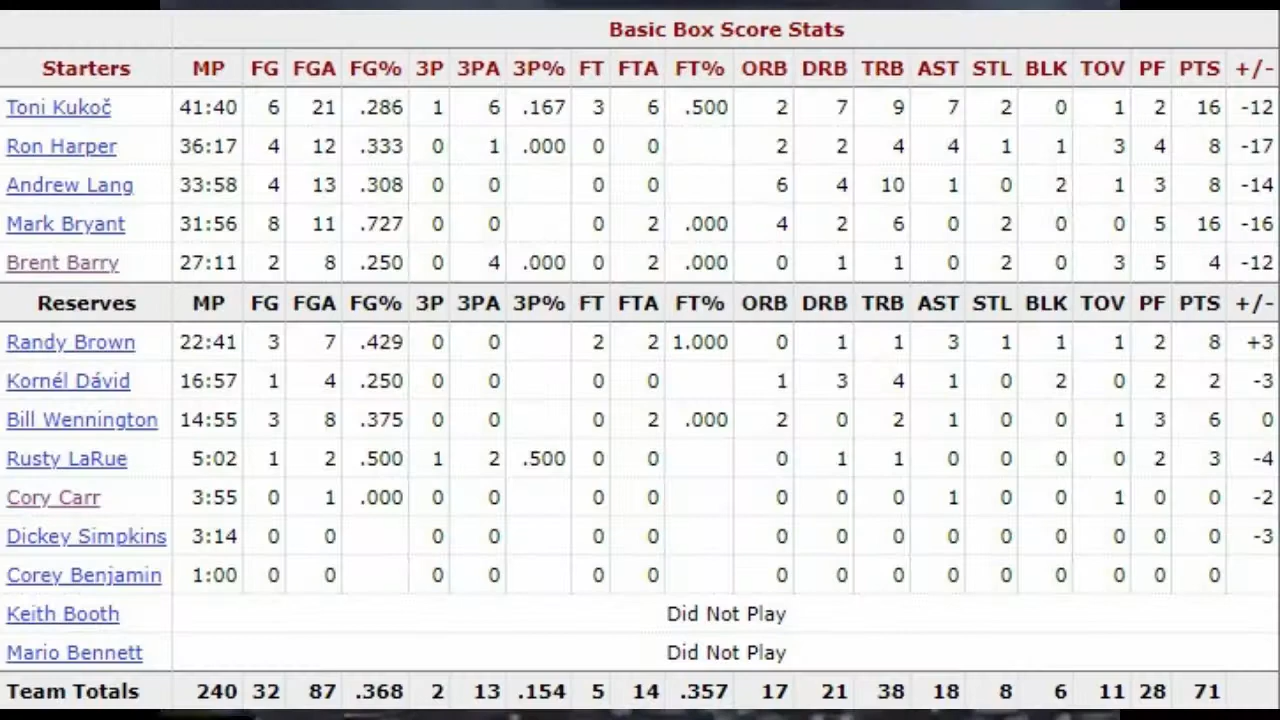 Basic Box Score Stats
Starters MP FG FGA FG% 3P 3PA 3P% FT FTA FT% ORB DRB TRB AST STL BLK TOV PF PTS +/-
Toni Kukoč 41:40 6 21 .286 1 6 .167 3 6 .500 2 7 9 7 2 0 1 2 16 -12
Ron Harper 36:17 4 12 .333 0 1 .000 0 0 2 2 4 4 1 1 3 4 8 -17
Andrew Lang 33:58 4 13 .308 0 0 0 0 6 4 10 1 0 2 1 3 8 -14
Mark Bryant 31:56 8 11 .727 0 0 0 2 .000 4 2 6 0 2 0 0 5 16 -16
Brent Barry 27:11 2 8 .250 0 4 .000 0 2 .000 0 1 1 0 2 0 3 5 4 -12
Reserves MP FG FGA FG% 3P 3PA 3P% FT FTA FT% ORB DRB TRB AST STL BLK TOV PF PTS +/-
Randy Brown 22:41 3 7 .429 0 0 2 2 1.000 0 1 1 3 1 1 1 2 8 +3
Kornél Dávid 16:57 1 4 .250 0 0 0 0 1 3 4 1 0 2 0 2 2 -3
Bill Wennington 14:55 3 8 .375 0 0 0 2 .000 2 0 2 1 0 0 1 3 6 0
Rusty LaRue 5:02 1 2 .500 1 2 .500 0 0 0 1 1 0 0 0 0 2 3 -4
Cory Carr 3:55 0 1 .000 0 0 0 0 0 0 0 1 0 0 1 0 0 -2
Dickey Simpkins 3:14 0 0 0 0 0 0 0 0 0 0 0 0 0 0 0 -3
Corey Benjamin 1:00 0 0 0 0 0 0 0 0 0 0 0 0 0 0 0
Keith Booth Did Not Play
Mario Bennett Did Not Play
Team Totals 240 32 87 .368 2 13 .154 5 14 .357 17 21 38 18 8 6 11 28 71